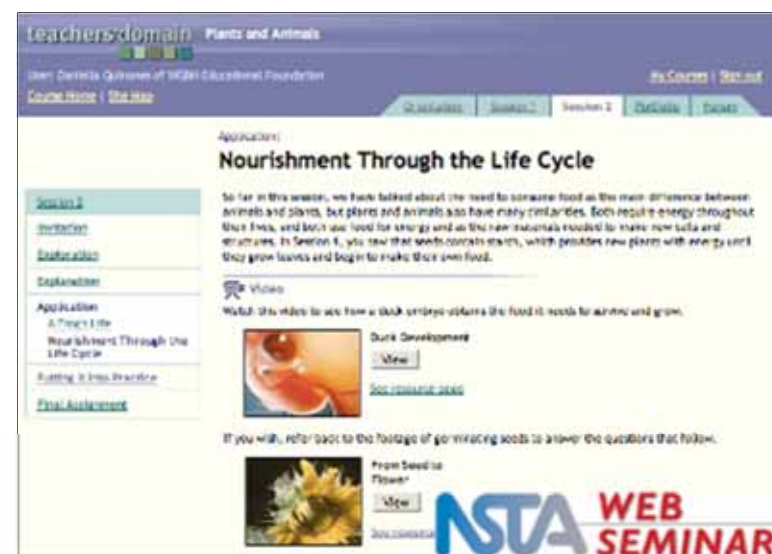 teachers'domain Plants and Animals
User: Daniella Quinones of WGBH Educational Foundation
My Courses | Sign out
Course Home | Site Map
Orientation Session 1 Session 2 Portfolio Forum
Application:
Nourishment Through the Life Cycle
So far in this session, we have talked about the need to consume food as the main difference between
animals and plants, but plants and animals also have many similarities. Both require energy throughout
their lives, and both use food for energy and as the raw materials needed to make new cells and
structures. In Session 1, you saw that seeds contain starch, which provides new plants with energy until
they grow leaves and begin to make their own food.
Session 2
Invitation
Exploration
Explanation
Application
A Tough Life
Nourishment Through the
Life Cycle
Putting It Into Practice
Final Assignment
Video
Watch this video to see how a duck embryo obtains the food it needs to survive and grow.
Duck Development
View
See resource page
If you wish, refer back to the footage of germinating seeds to answer the questions that follow.
From Seed to
Flower
View
See
NSTA WEB
SEMINAR